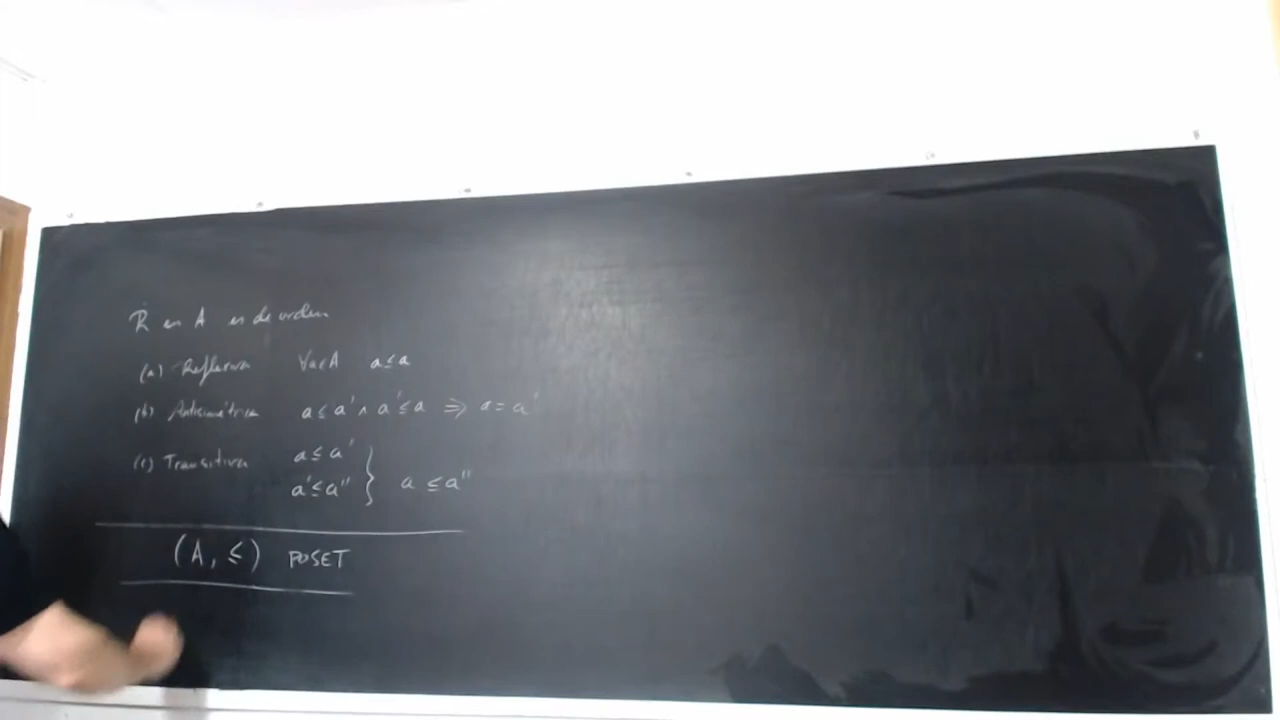 R en A es de orden
(a) Reflexiva ∀a∈A a≤a
(b) Antisimétrica a≤a' ∧ a'≤a ⇒ a=a'
(c) Transitiva a≤a'
a'≤a'' } a≤a''
(A, ≤) POSET